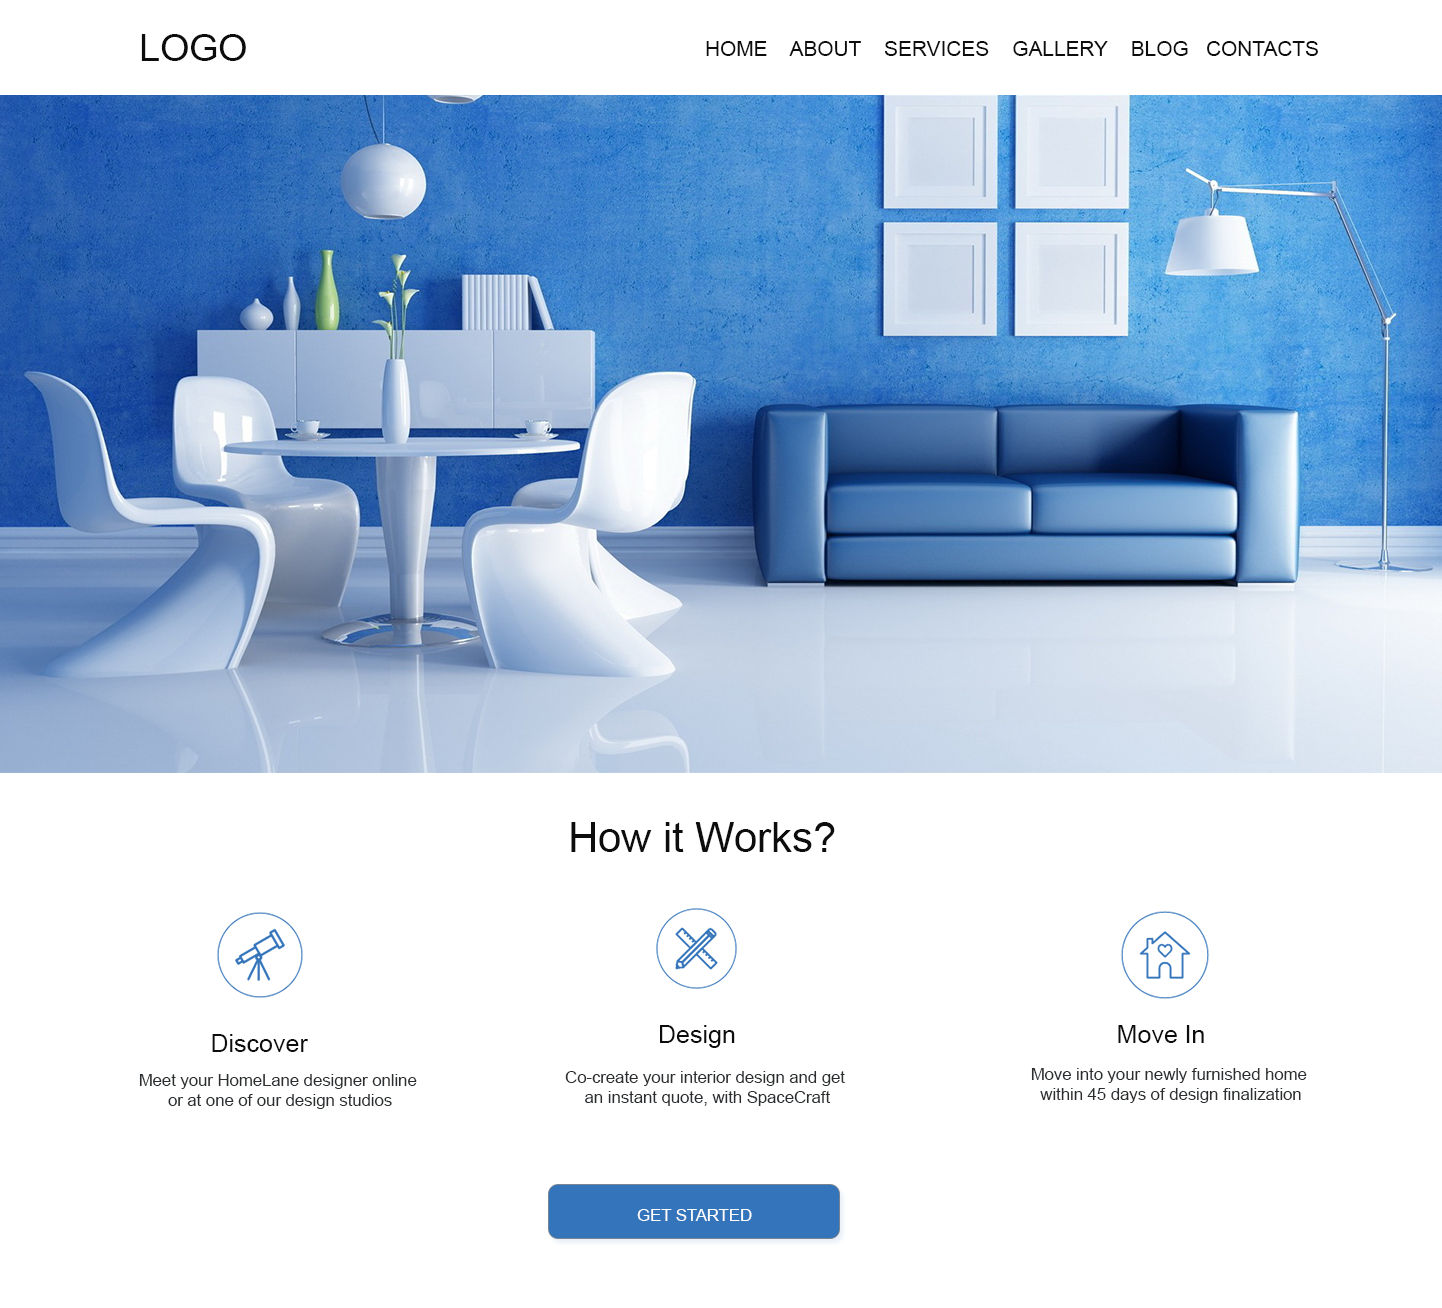 LOGO
HOME ABOUT SERVICES GALLERY BLOG CONTACTS
How it Works?
Discover
Meet your HomeLane designer online
or at one of our design studios
Design
Co-create your interior design and get
an instant quote, with SpaceCraft
Move In
Move into your newly furnished home
within 45 days of design finalization
GET STARTED